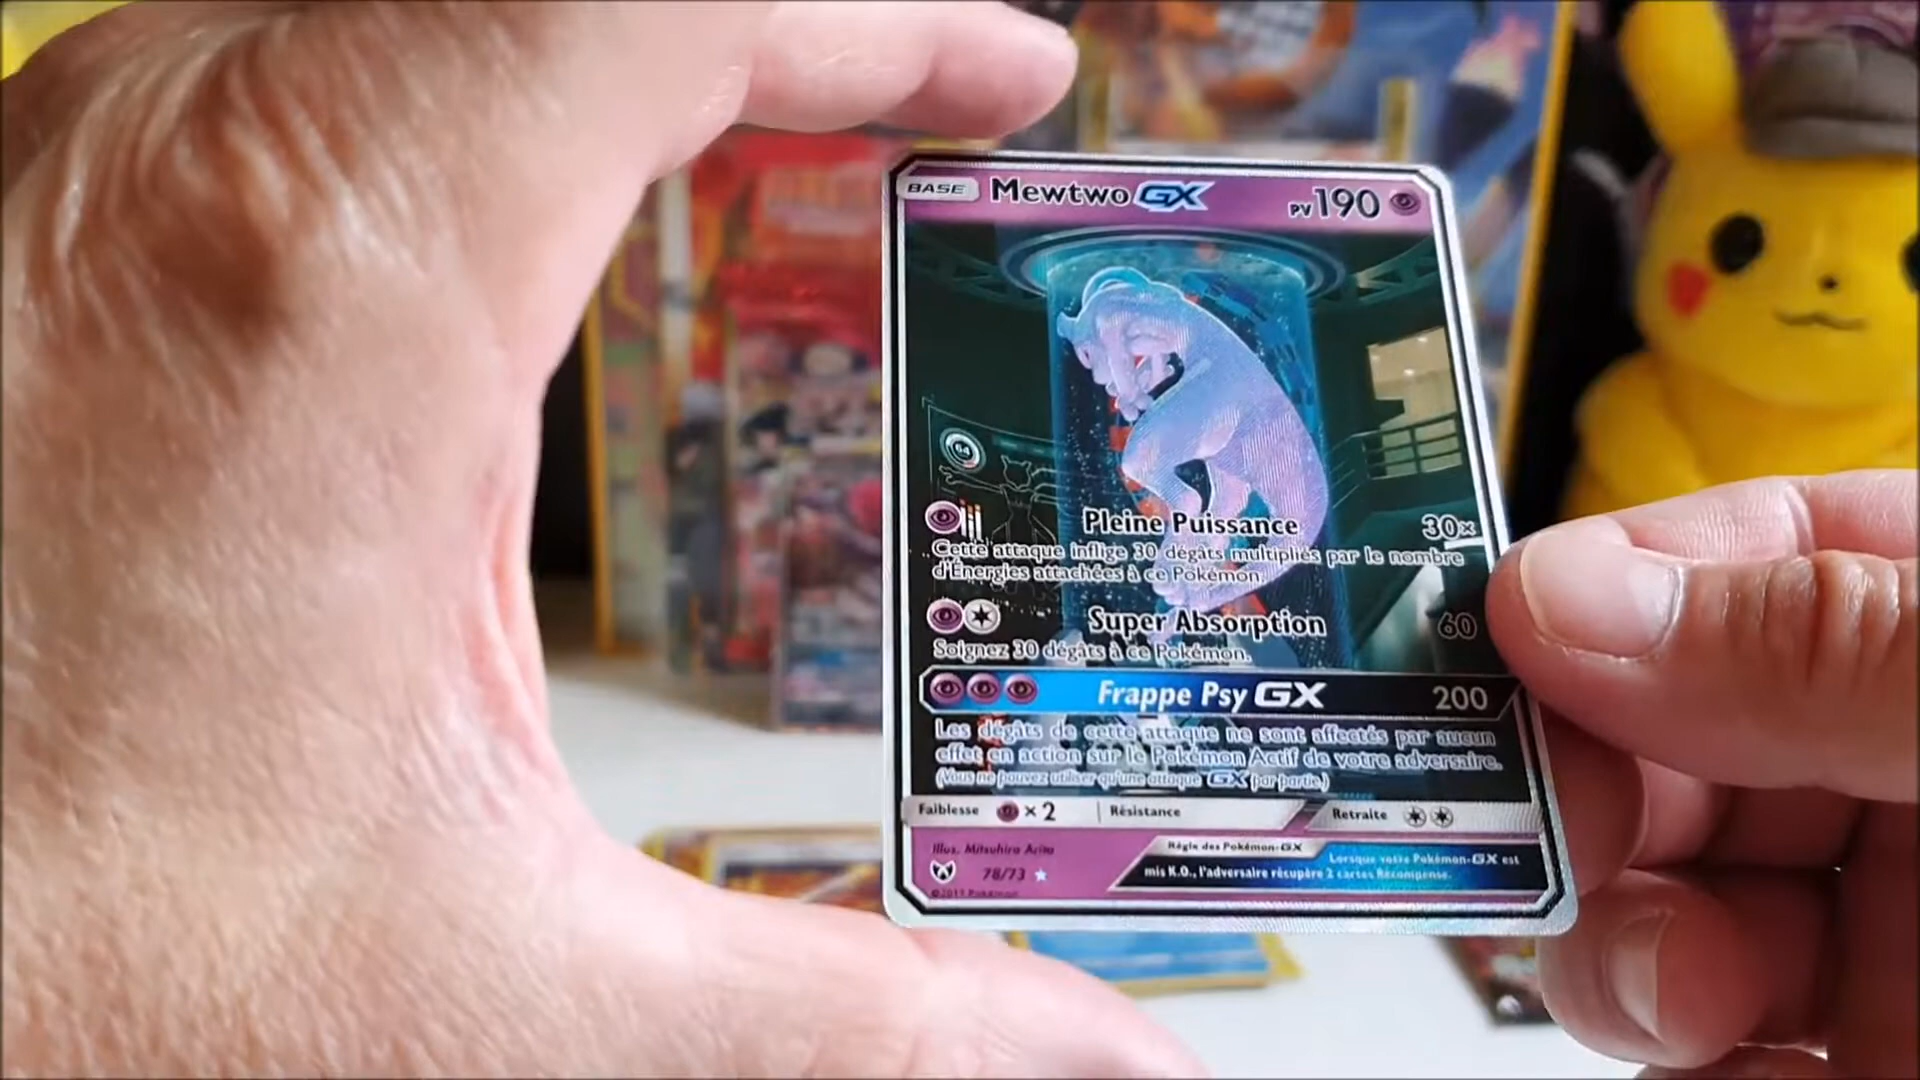 BASE Mewtwo GX PV190
64
Pleine Puissance 30x
Cette attaque inflige 30 dégâts multipliés par le nombre
d'Énergies attachées à ce Pokémon.
Super Absorption 60
Soignez 30 dégâts à ce Pokémon.
Frappe Psy GX 200
Les dégâts de cette attaque ne sont affectés par aucun
effet en action sur le Pokémon Actif de votre adversaire.
(Vous ne pouvez utiliser qu'une attaque GX par partie.)
Faiblesse × 2 Résistance Retraite
Illus. Mitsuhiro Arita
Règle des Pokémon-GX
Lorsque votre Pokémon-GX est
78/73
mis K.O., l'adversaire récupère 2 cartes Récompense.
©2017 Pokémon